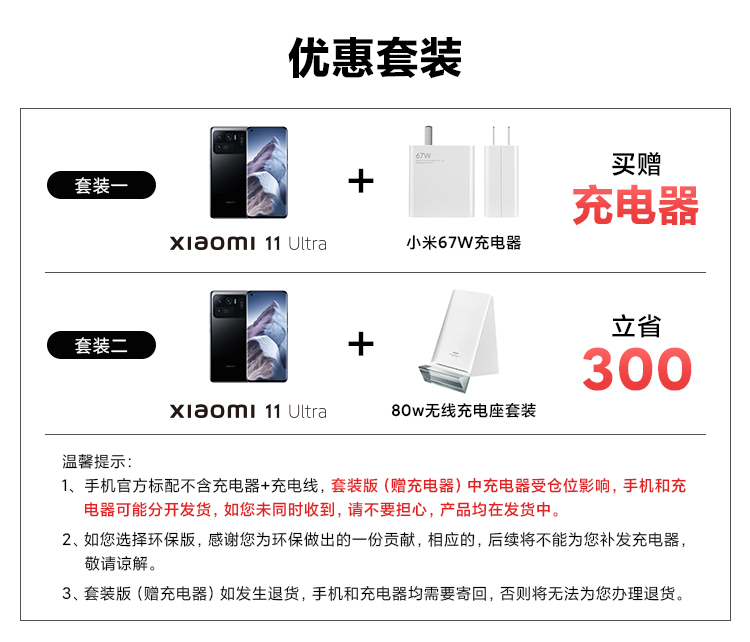 优惠套装
套装一
67W
买赠
充电器
xiaomi 11 Ultra
小米67W充电器
套装二
立省
300
xiaomi 11 Ultra
80w无线充电座套装
温馨提示：
1、手机官方标配不含充电器+充电线，套装版（赠充电器）中充电器受仓位影响，手机和充
电器可能分开发货，如您未同时收到，请不要担心，产品均在发货中。
2、如您选择环保版，感谢您为环保做出的一份贡献，相应的，后续将不能为您补发充电器，
敬请谅解。
3、套装版（赠充电器）如发生退货，手机和充电器均需要寄回，否则将无法为您办理退货。